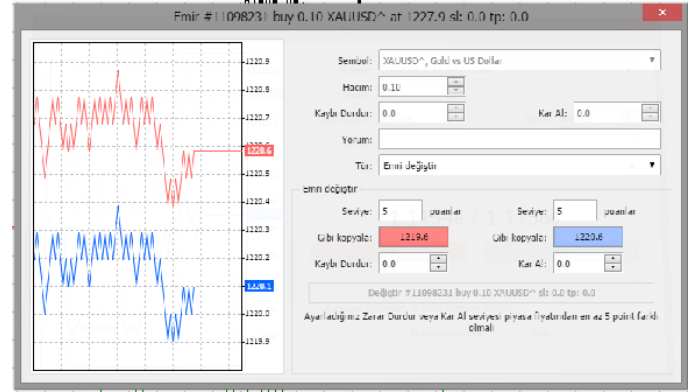 Emir #11098231 buy 0.10 XAUUSD^ at 1227.9 sl: 0.0 tp: 0.0
1220.9
1220.8
1220.7
1220.6
1220.5
1220.4
1220.3
1220.2
1220.1
1220.0
1219.9
Sembol: XAUUSD^, Gold vs US Dollar
Hacim: 0.10
Kaybı Durdur: 0.0 Kar Al: 0.0
Yorum:
Tür: Emri değiştir
Emri değiştir
Seviye: 5 puanlar Seviye: 5 puanlar
Gibi kopyala: 1219.6 Gibi kopyala: 1220.6
Kaybı Durdur: 0.0 Kar Al: 0.0
Değiştir #11098231 buy 0.10 XAUUSD^ sl: 0.0 tp: 0.0
Ayarladığınız Zarar Durdur veya Kar Al seviyesi piyasa fiyatından en az 5 point farklı
olmalı